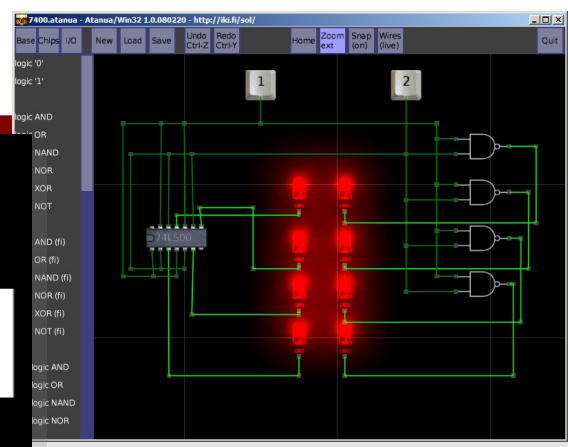 7400.atanua - Atanua/Win32 1.0.080220 - http://iki.fi/sol/
Base Chips I/O New Load Save Undo Ctrl-Z Redo Ctrl-Y Home Zoom ext Snap (on) Wires (live) Quit
logic '0'
logic '1'
1 2
logic AND
OR
NAND
NOR
XOR
NOT
74LS00
AND (fi)
OR (fi)
NAND (fi)
NOR (fi)
XOR (fi)
NOT (fi)
logic AND
logic OR
logic NAND
logic NOR